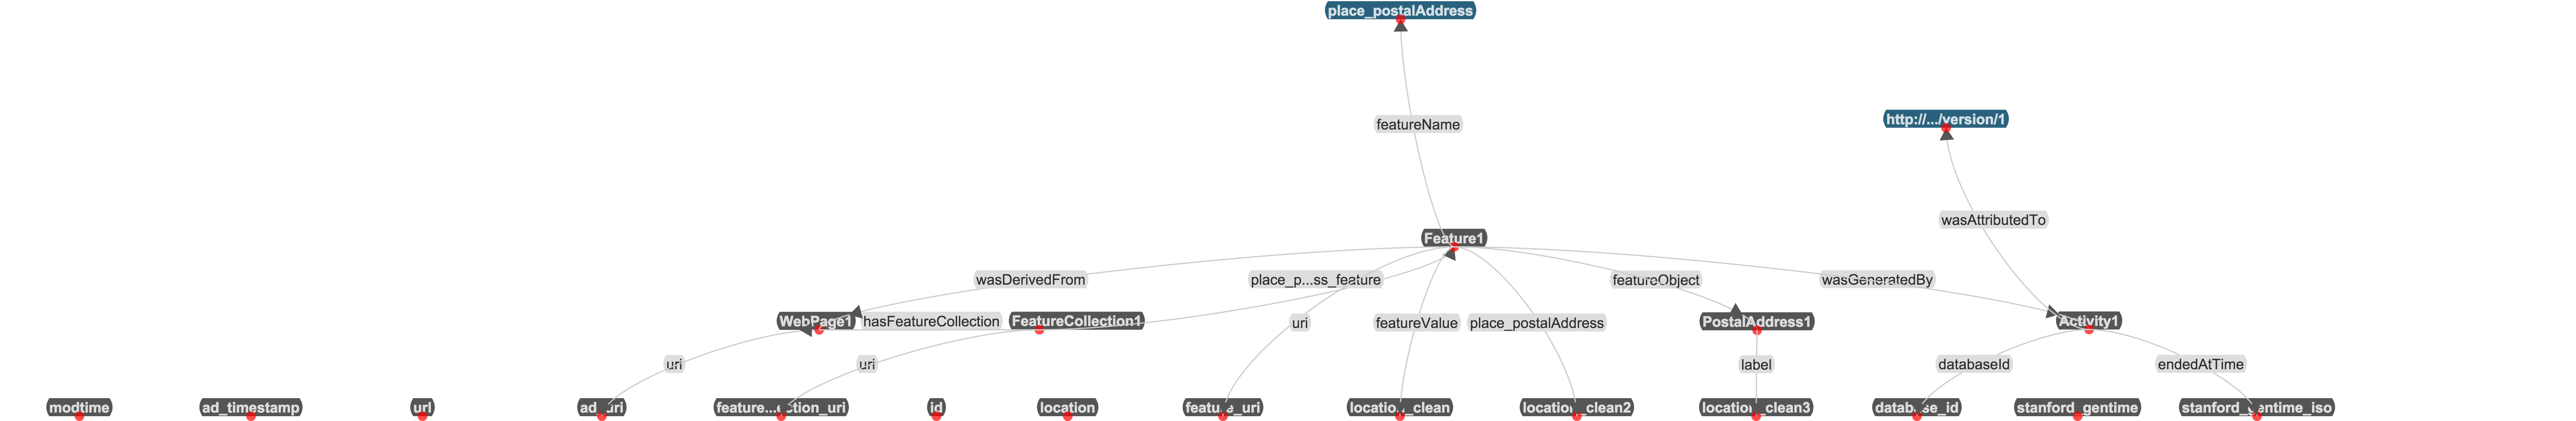 place_postalAddress
http://.../version/1
featureName
wasAttributedTo
Feature1
wasDerivedFrom
place_p...ss_feature
featureObject
wasGeneratedBy
WebPage1
hasFeatureCollection
FeatureCollection1
uri
featureValue
place_postalAddress
PostalAddress1
Activity1
uri
uri
label
databaseId
endedAtTime
modtime
ad_timestamp
url
ad_uri
feature...ection_uri
id
location
feature_uri
location_clean
location_clean2
location_clean3
database_id
stanford_gentime
stanford_gentime_iso